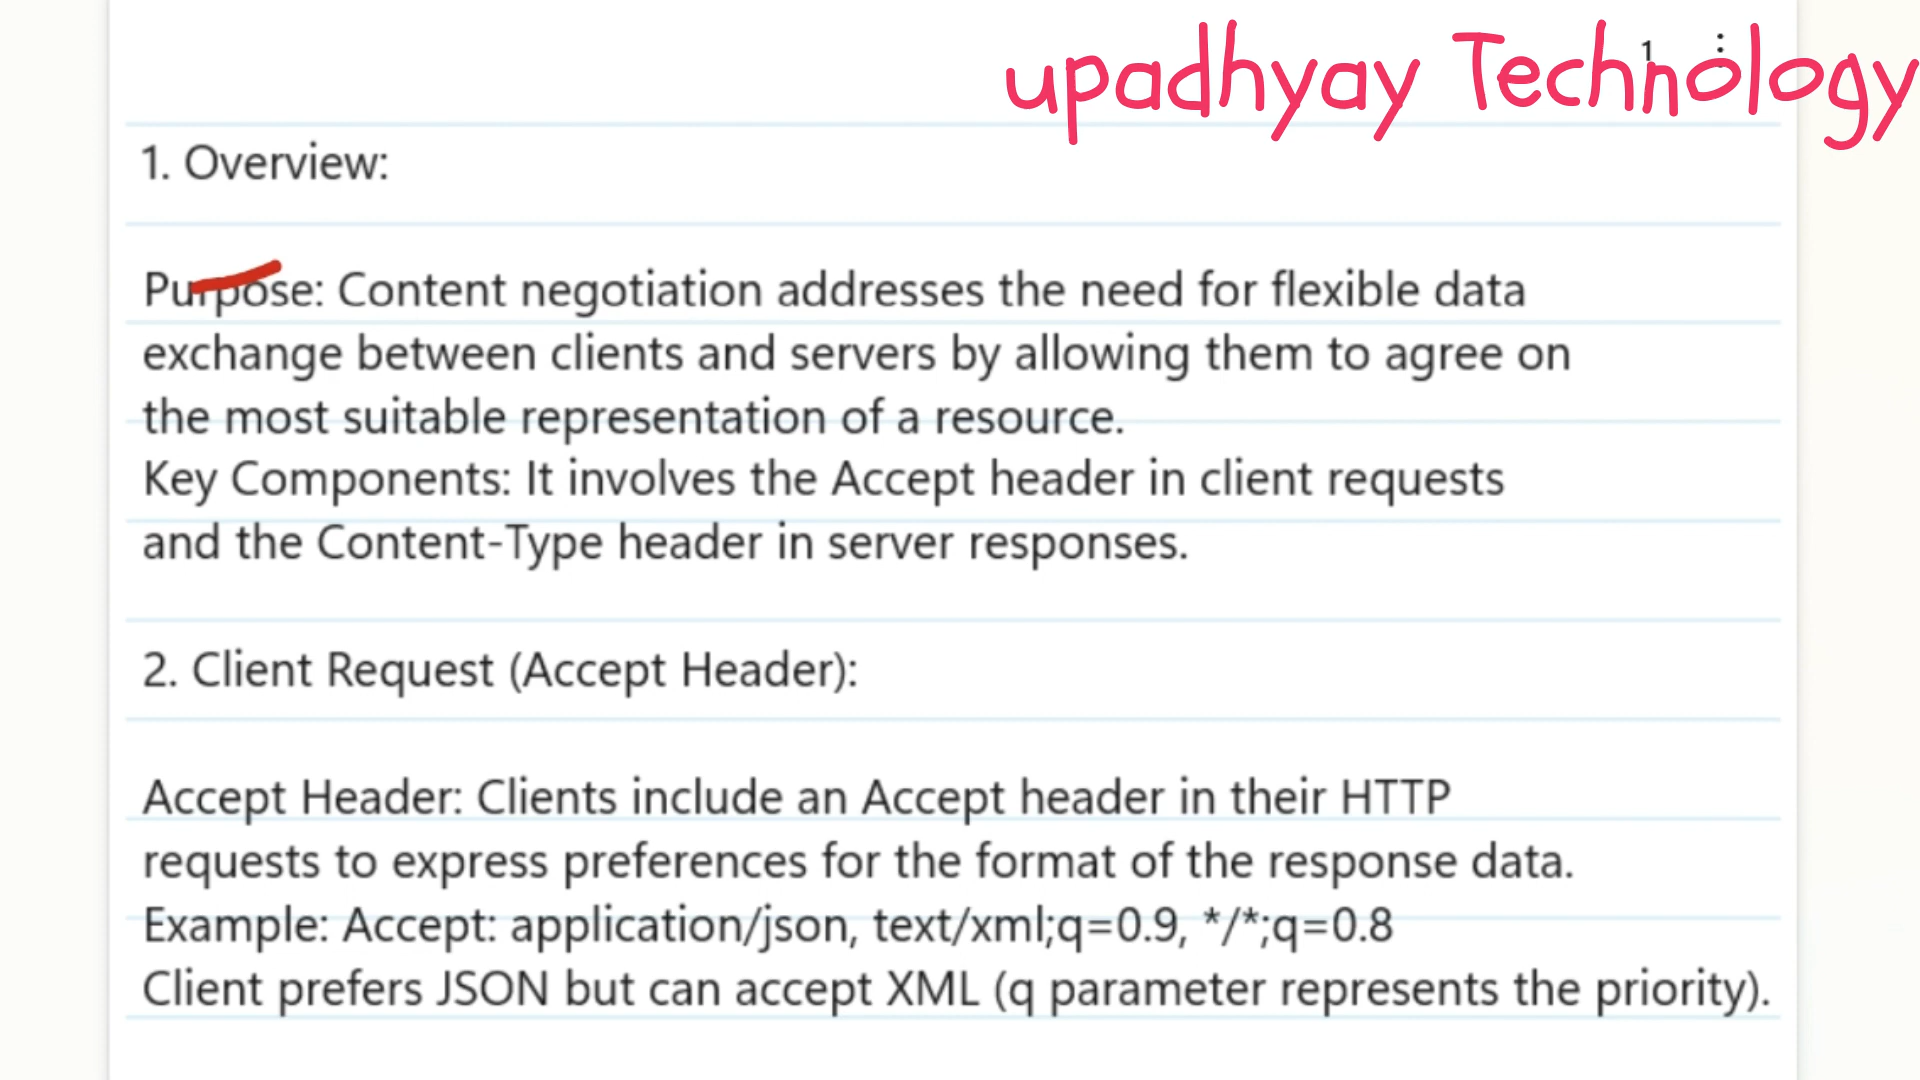 upadhyay Technology
1
1. Overview:
Purpose: Content negotiation addresses the need for flexible data
exchange between clients and servers by allowing them to agree on
the most suitable representation of a resource.
Key Components: It involves the Accept header in client requests
and the Content-Type header in server responses.
2. Client Request (Accept Header):
Accept Header: Clients include an Accept header in their HTTP
requests to express preferences for the format of the response data.
Example: Accept: application/json, text/xml;q=0.9, */*;q=0.8
Client prefers JSON but can accept XML (q parameter represents the priority).